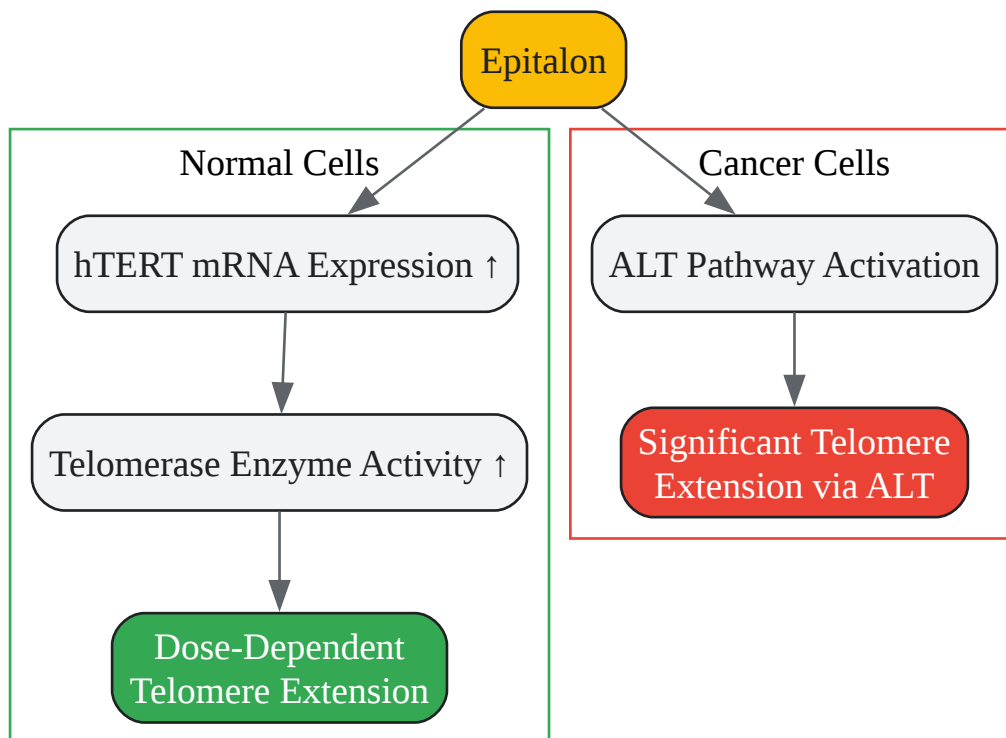 Epitalon
Normal Cells
hTERT mRNA Expression ↑
Telomerase Enzyme Activity ↑
Dose-Dependent
Telomere Extension
Cancer Cells
ALT Pathway Activation
Significant Telomere
Extension via ALT